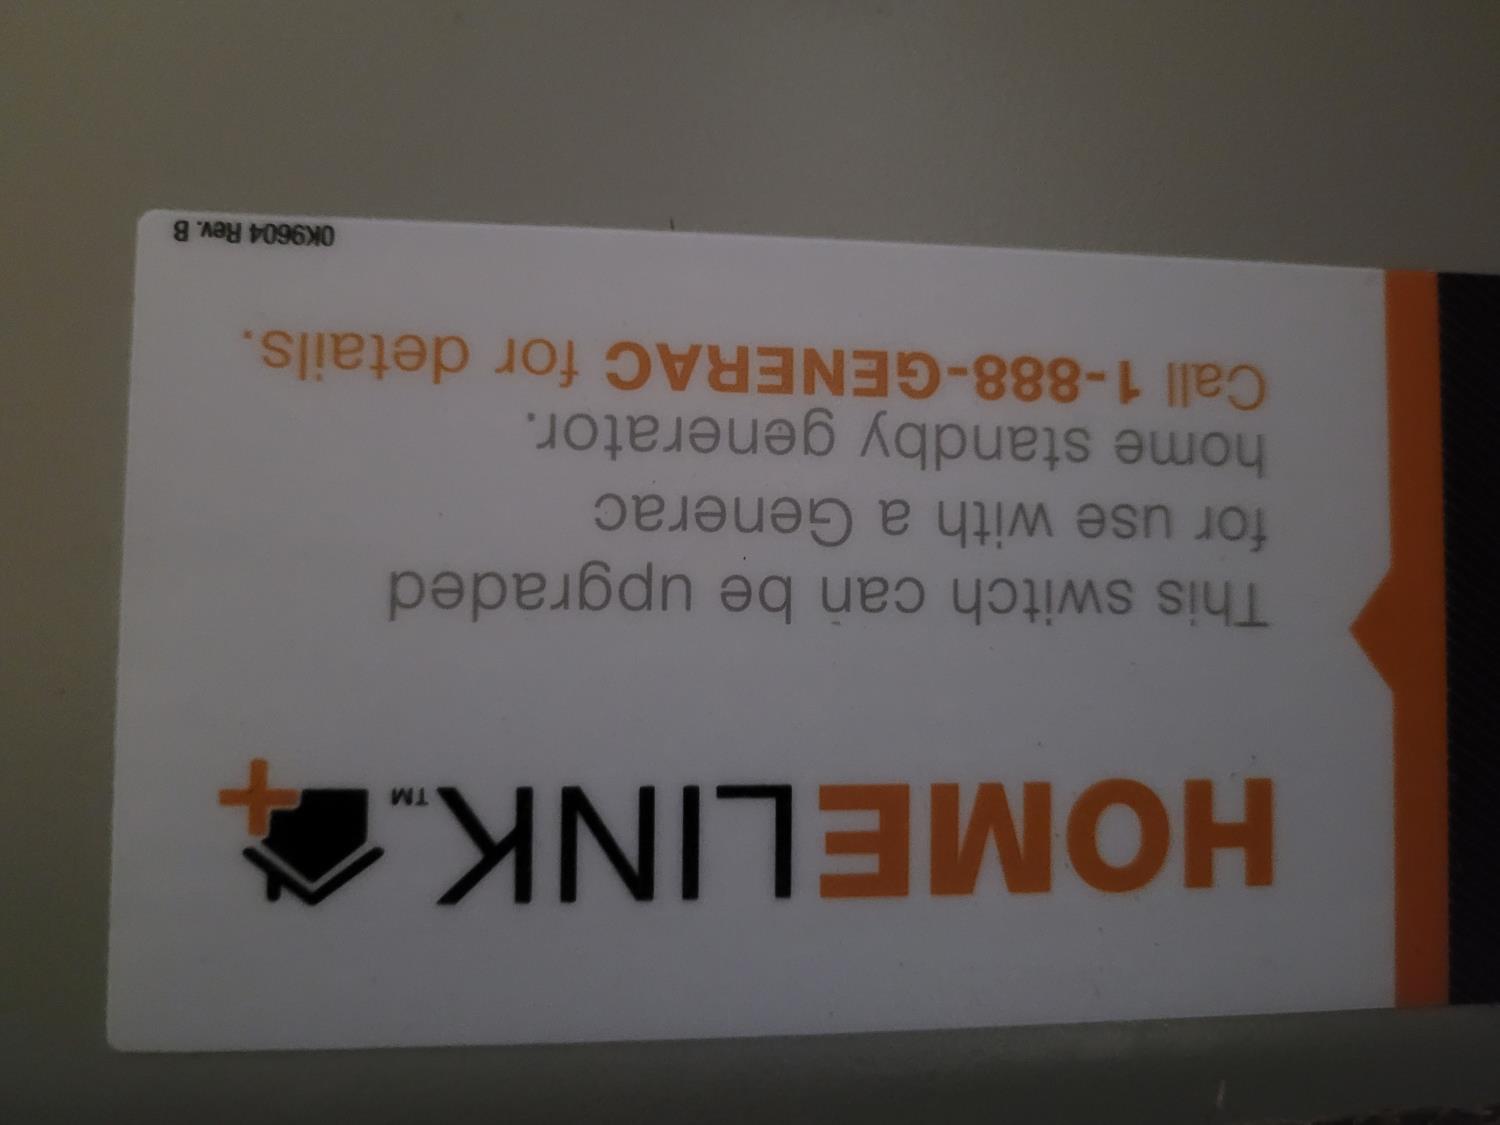 HOMELINK™
This switch can be upgraded
for use with a Generac
home standby generator.
Call 1-888-GENERAC for details.
0K9604 Rev. B